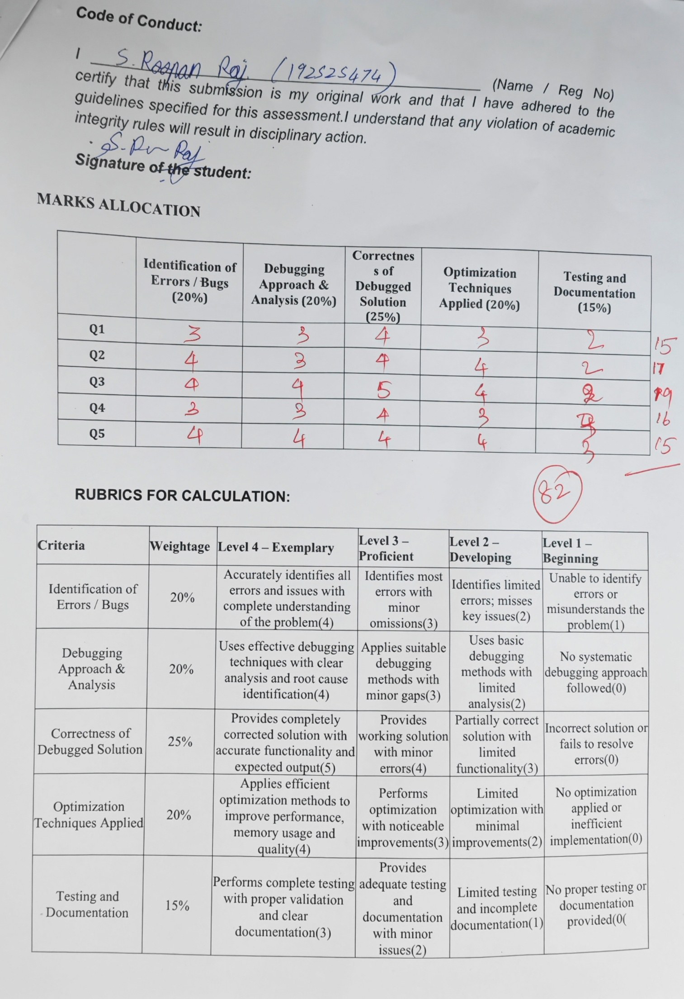 Code of Conduct:
I S. Roopan Raj (192525474) (Name / Reg No)
certify that this submission is my original work and that I have adhered to the
guidelines specified for this assessment.I understand that any violation of academic
integrity rules will result in disciplinary action.
Signature of the student:
MARKS ALLOCATION
Identification of Errors / Bugs (20%) Debugging Approach & Analysis (20%) Correctnes s of Debugged Solution (25%) Optimization Techniques Applied (20%) Testing and Documentation (15%)
Q1 3 3 4 3 2 15
Q2 4 3 4 4 2 17
Q3 4 4 5 4 2 19
Q4 3 3 4 3 16
Q5 4 4 4 4 3 15
82
RUBRICS FOR CALCULATION:
Criteria Weightage Level 4 – Exemplary Level 3 – Proficient Level 2 – Developing Level 1 – Beginning
Identification of Errors / Bugs 20% Accurately identifies all errors and issues with complete understanding of the problem(4) Identifies most errors with minor omissions(3) Identifies limited errors; misses key issues(2) Unable to identify errors or misunderstands the problem(1)
Debugging Approach & Analysis 20% Uses effective debugging techniques with clear analysis and root cause identification(4) Applies suitable debugging methods with minor gaps(3) Uses basic debugging methods with limited analysis(2) No systematic debugging approach followed(0)
Correctness of Debugged Solution 25% Provides completely corrected solution with accurate functionality and expected output(5) Provides working solution with minor errors(4) Partially correct solution with limited functionality(3) Incorrect solution or fails to resolve errors(0)
Optimization Techniques Applied 20% Applies efficient optimization methods to improve performance, memory usage and quality(4) Performs optimization with noticeable improvements(3) Limited optimization with minimal improvements(2) No optimization applied or inefficient implementation(0)
Testing and Documentation 15% Performs complete testing with proper validation and clear documentation(3) Provides adequate testing and documentation with minor issues(2) Limited testing and incomplete documentation(1) No proper testing or documentation provided(0(